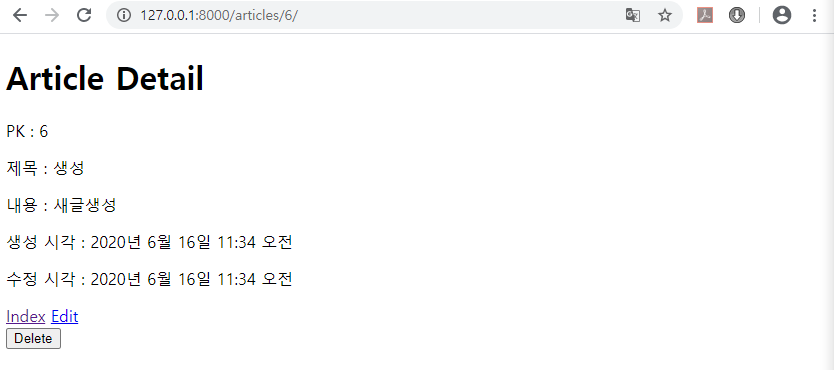 127.0.0.1:8000/articles/6/
Article Detail
PK : 6
제목 : 생성
내용 : 새글생성
생성 시각 : 2020년 6월 16일 11:34 오전
수정 시각 : 2020년 6월 16일 11:34 오전
Index Edit
Delete